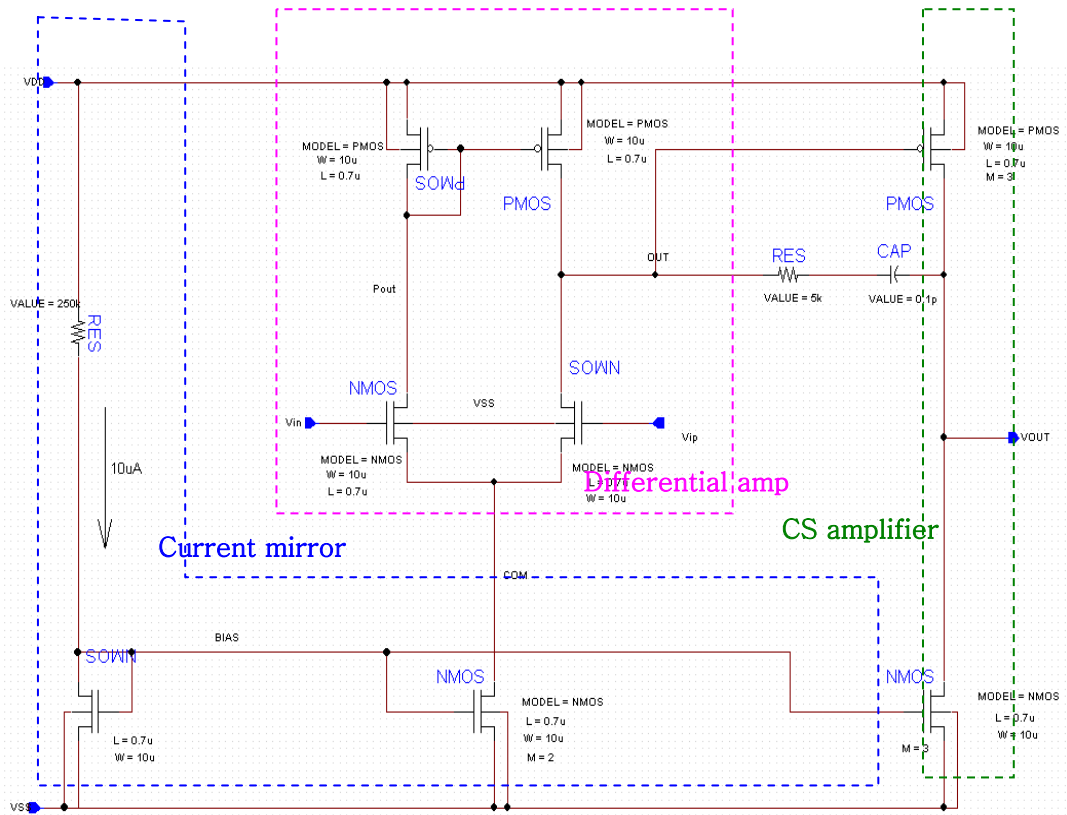 VDD
MODEL = PMOS
W = 10u
L = 0.7u
PMOS
MODEL = PMOS
W = 10u
L = 0.7u
PMOS
MODEL = PMOS
W = 10u
L = 0.7u
M = 3
PMOS
OUT
RES
VALUE = 5k
CAP
VALUE = 0.1p
Pout
VALUE = 250k
RES
NMOS
VSS
NMOS
Vin
Vip
VOUT
MODEL = NMOS
W = 10u
L = 0.7u
MODEL = NMOS
L = 0.7u
W = 10u
Differential amp
10uA
CS amplifier
Current mirror
COM
BIAS
NMOS
L = 0.7u
W = 10u
NMOS
MODEL = NMOS
L = 0.7u
W = 10u
M = 2
NMOS
MODEL = NMOS
L = 0.7u
W = 10u
M = 3
VSS